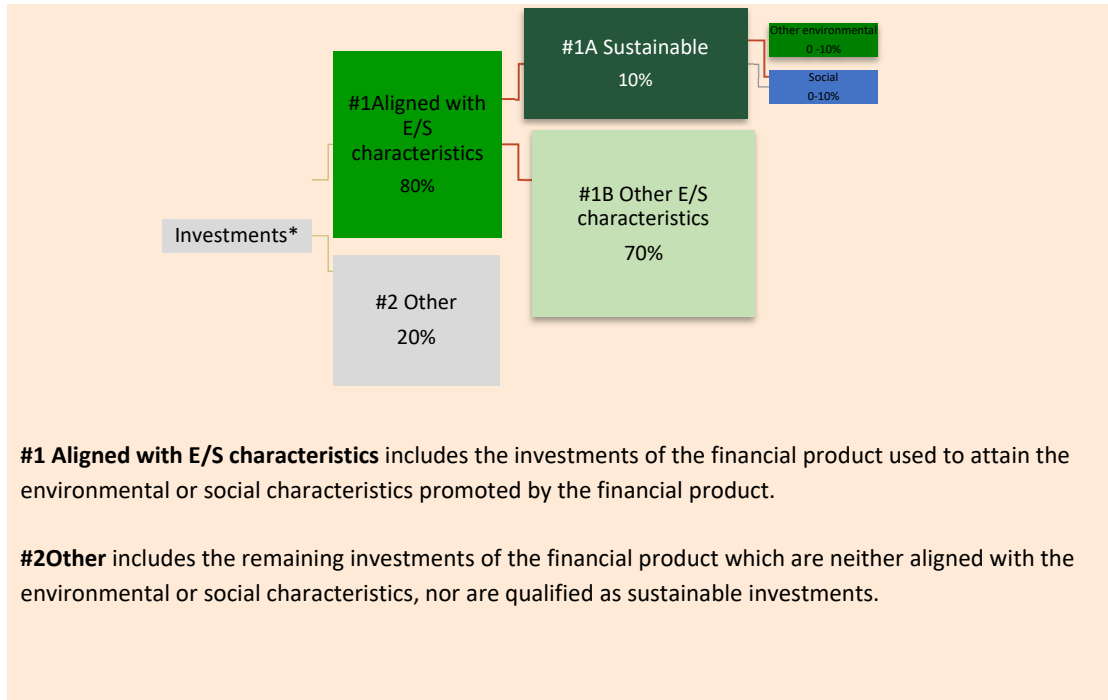 Investments*
#1Aligned with
E/S
characteristics
80%
#2 Other
20%
#1A Sustainable
10%
#1B Other E/S
characteristics
70%
Other environmental
0 -10%
Social
0-10%
#1 Aligned with E/S characteristics includes the investments of the financial product used to attain the
environmental or social characteristics promoted by the financial product.
#2Other includes the remaining investments of the financial product which are neither aligned with the
environmental or social characteristics, nor are qualified as sustainable investments.